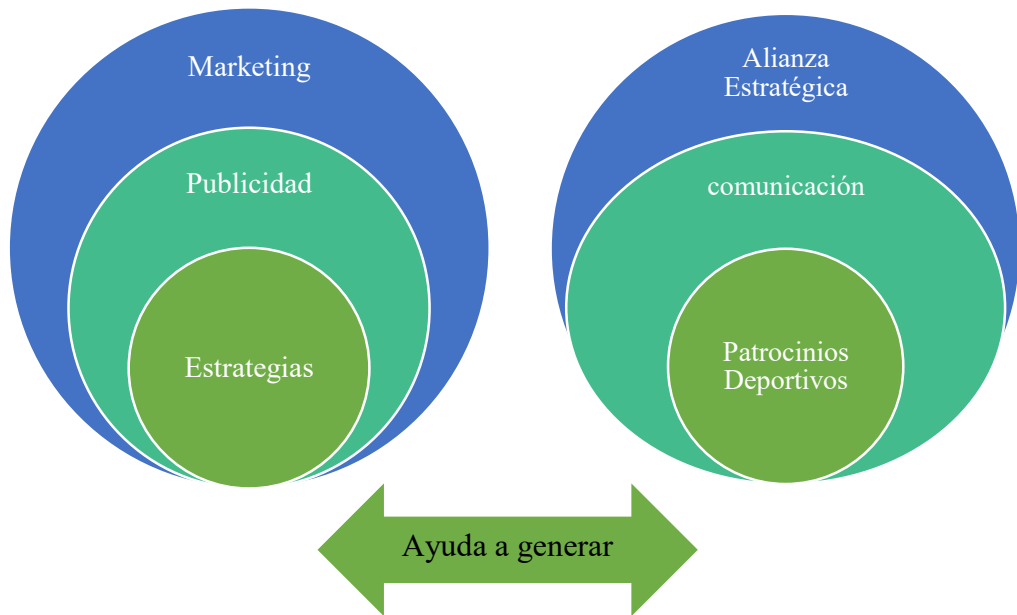 Marketing
Publicidad
Estrategias
Alianza
Estratégica
comunicación
Patrocinios
Deportivos
Ayuda a generar